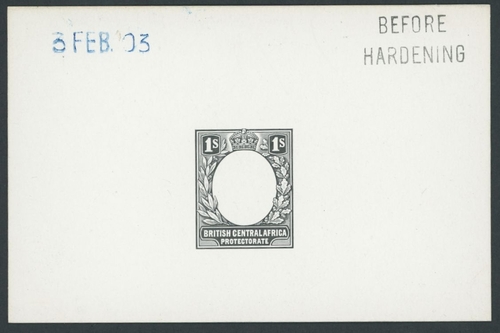 3 FEB. 03
BEFORE
HARDENING
1S 1S
BRITISH CENTRAL AFRICA
PROTECTORATE